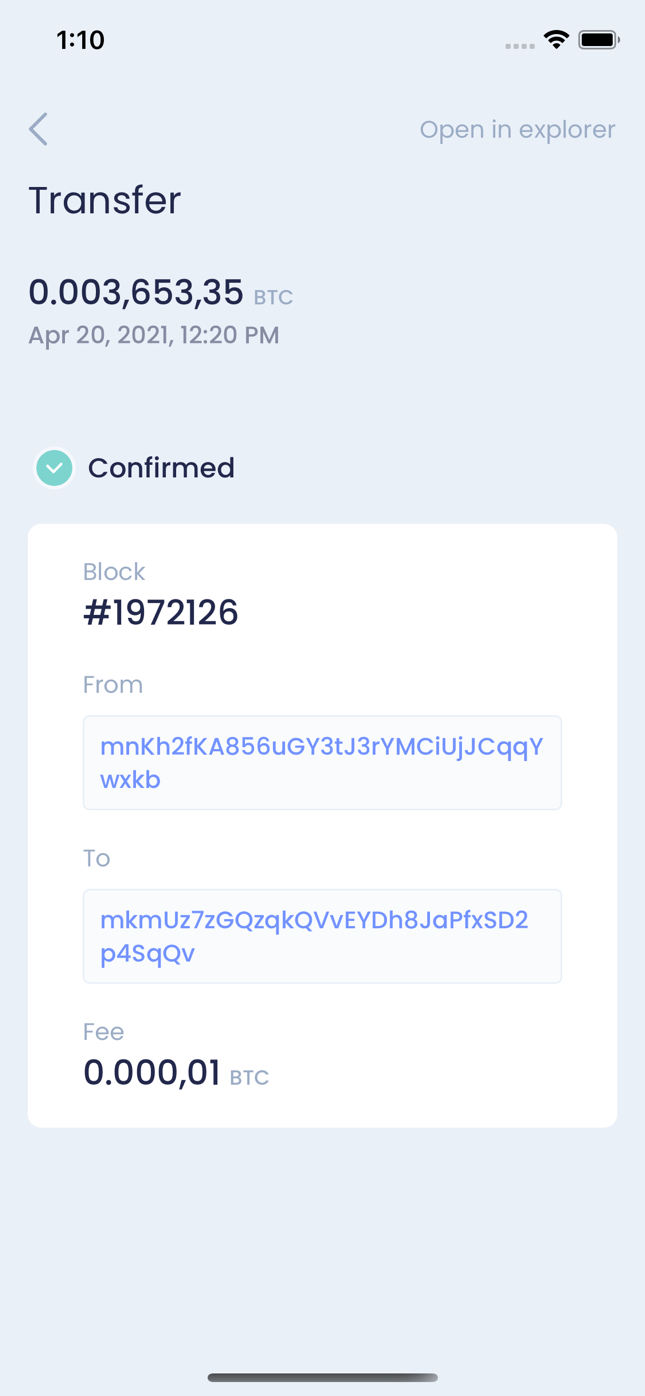 1:10
Open in explorer
Transfer
0.003,653,35 BTC
Apr 20, 2021, 12:20 PM
Confirmed
Block
#1972126
From
mnKh2fKA856uGY3tJ3rYMCiUjJCqqY
wxkb
To
mkmUz7zGQzqkQVvEYDh8JaPfxSD2
p4SqQv
Fee
0.000,01 BTC